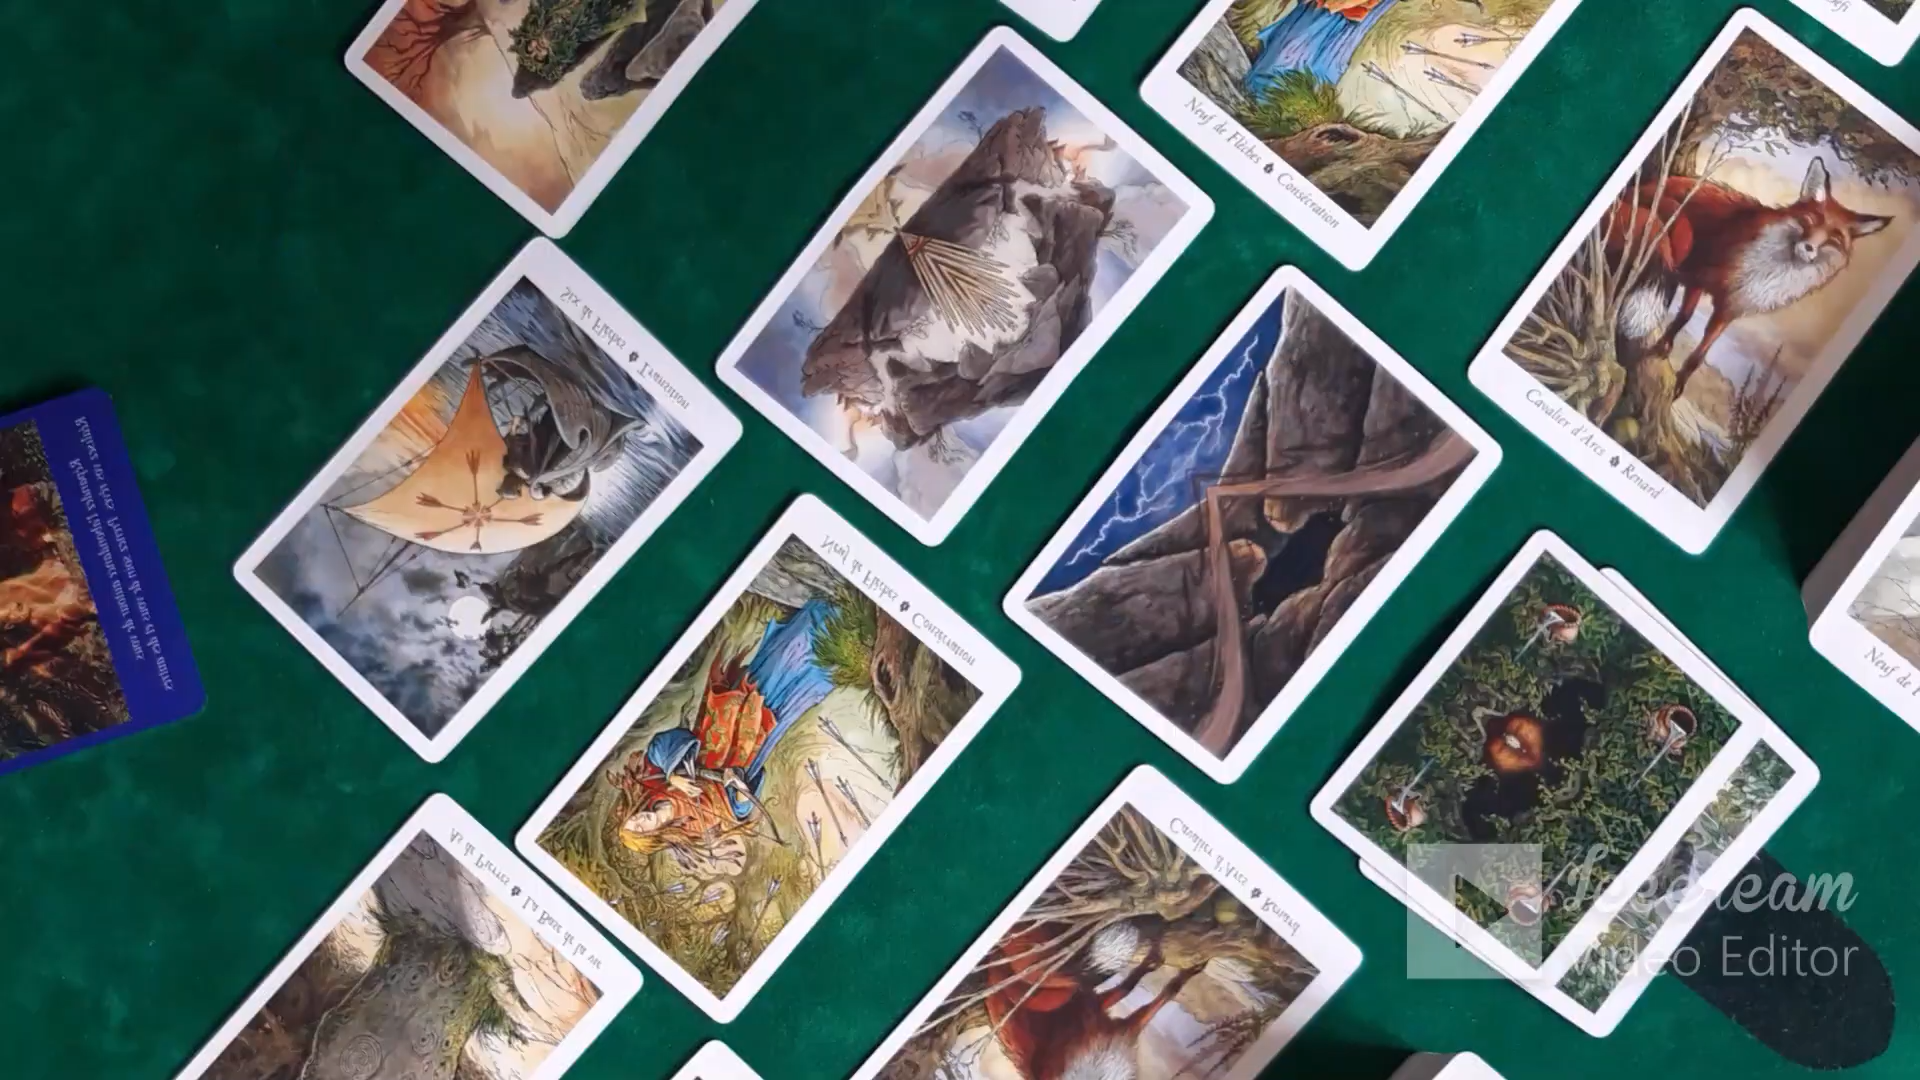 éfi
Neuf de Flèches ● Consécration
Cavalier d'Arcs ● Renard
Six de Flèches ● Transition
Neuf de Flèches ● Consécration
Neuf de
As de Pierres ● La Base de la vie
Cavalier d'Arcs ● Renard
Icecream
Video Editor